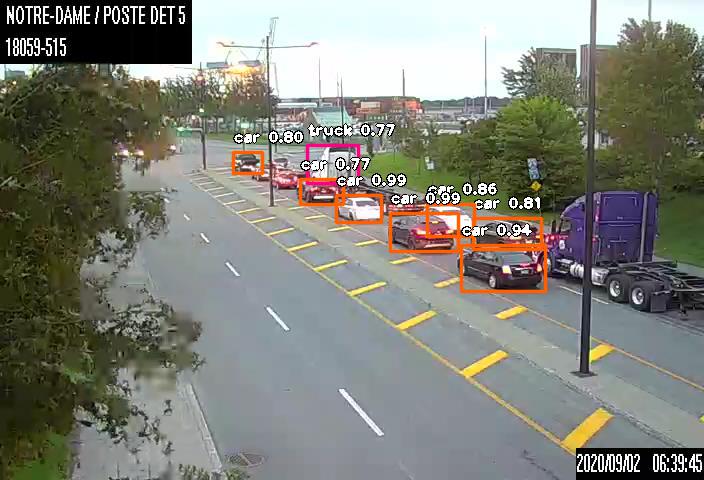 NOTRE-DAME / POSTE DET 5
18059-515
car 0.80
truck 0.77
car 0.77
car 0.99
car 0.86
car 0.99
car 0.81
car 0.94
2020/09/02 06:39:45